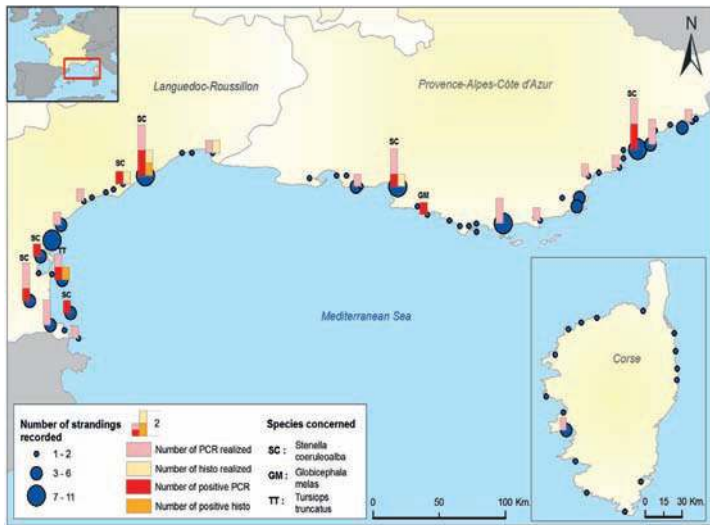 Languedoc-Roussillon
Provence-Alpes-Côte d'Azur
N
SC
SC
SC
SC
GM
SC
TT
SC
SC
Mediterranean Sea
Corse
Number of strandings
recorded
1 - 2
3 - 6
7 - 11
2
Number of PCR realized
Number of histo realized
Number of positive PCR
Number of positive histo
Species concerned
SC : Stenella
coeruleoalba
GM : Globicephala
melas
TT : Tursiops
truncatus
0 50 100 Km.
0 15 30 Km.